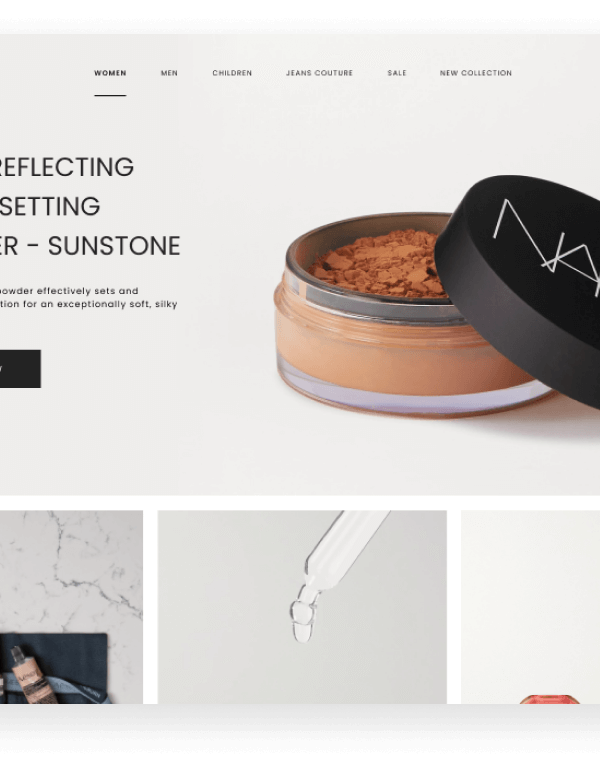 WOMEN MEN CHILDREN JEANS COUTURE SALE NEW COLLECTION
REFLECTING
SETTING
ER - SUNSTONE
powder effectively sets and
tion for an exceptionally soft, silky
NA